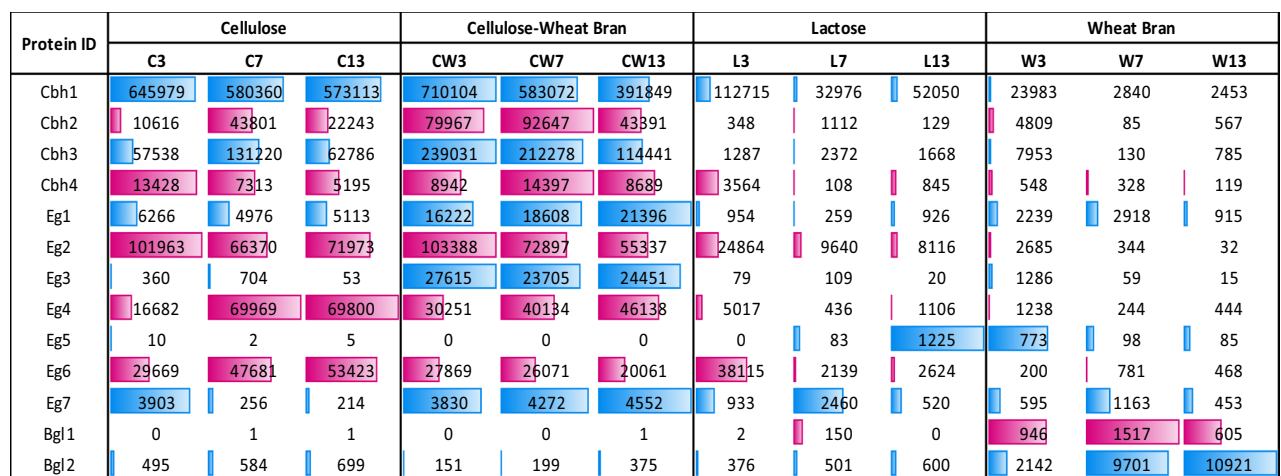 Protein ID Cellulose Cellulose-Wheat Bran Lactose Wheat Bran
C3 C7 C13 CW3 CW7 CW13 L3 L7 L13 W3 W7 W13
Cbh1 645979 580360 573113 710104 583072 391849 112715 32976 52050 23983 2840 2453
Cbh2 10616 43801 22243 79967 92647 43391 348 1112 129 4809 85 567
Cbh3 57538 131220 62786 239031 212278 114441 1287 2372 1668 7953 130 785
Cbh4 13428 7313 5195 8942 14397 8689 3564 108 845 548 328 119
Eg1 6266 4976 5113 16222 18608 21396 954 259 926 2239 2918 915
Eg2 101963 66370 71973 103388 72897 55337 24864 9640 8116 2685 344 32
Eg3 360 704 53 27615 23705 24451 79 109 20 1286 59 15
Eg4 16682 69969 69800 30251 40134 46138 5017 436 1106 1238 244 444
Eg5 10 2 5 0 0 0 0 83 1225 773 98 85
Eg6 29669 47681 53423 27869 26071 20061 38115 2139 2624 200 781 468
Eg7 3903 256 214 3830 4272 4552 933 2460 520 595 1163 453
Bgl1 0 1 1 0 0 1 2 150 0 946 1517 605
Bgl2 495 584 699 151 199 375 376 501 600 2142 9701 10921